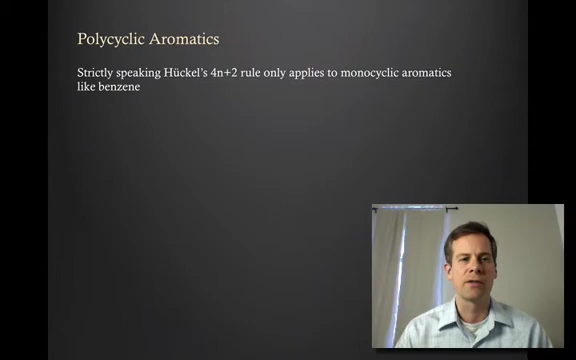 Polycyclic Aromatics
Strictly speaking Hückel's 4n+2 rule only applies to monocyclic aromatics
like benzene